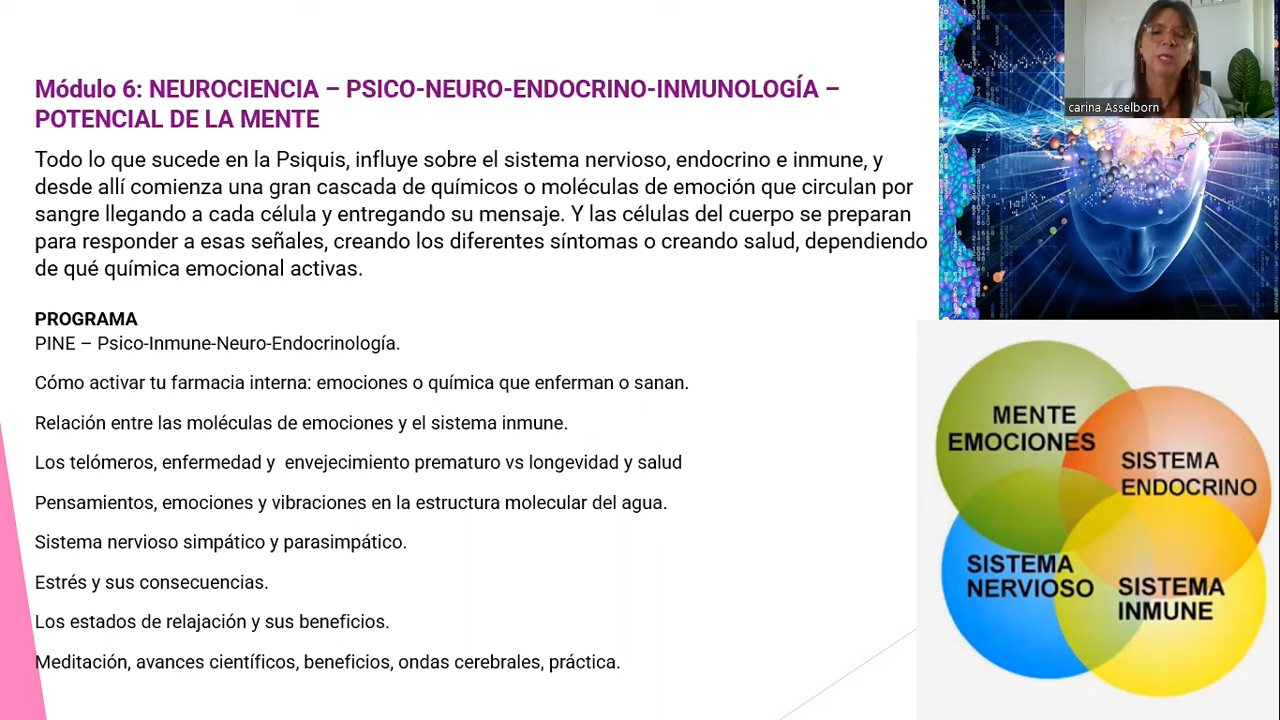 Módulo 6: NEUROCIENCIA – PSICO-NEURO-ENDOCRINO-INMUNOLOGÍA –
POTENCIAL DE LA MENTE
Todo lo que sucede en la Psiquis, influye sobre el sistema nervioso, endocrino e inmune, y
desde allí comienza una gran cascada de químicos o moléculas de emoción que circulan por
sangre llegando a cada célula y entregando su mensaje. Y las células del cuerpo se preparan
para responder a esas señales, creando los diferentes síntomas o creando salud, dependiendo
de qué química emocional activas.
PROGRAMA
PINE – Psico-Inmune-Neuro-Endocrinología.
Cómo activar tu farmacia interna: emociones o química que enferman o sanan.
Relación entre las moléculas de emociones y el sistema inmune.
Los telómeros, enfermedad y  envejecimiento prematuro vs longevidad y salud
Pensamientos, emociones y vibraciones en la estructura molecular del agua.
Sistema nervioso simpático y parasimpático.
Estrés y sus consecuencias.
Los estados de relajación y sus beneficios.
Meditación, avances científicos, beneficios, ondas cerebrales, práctica.
carina Asselborn
MENTE
EMOCIONES
SISTEMA
ENDOCRINO
SISTEMA
NERVIOSO
SISTEMA
INMUNE